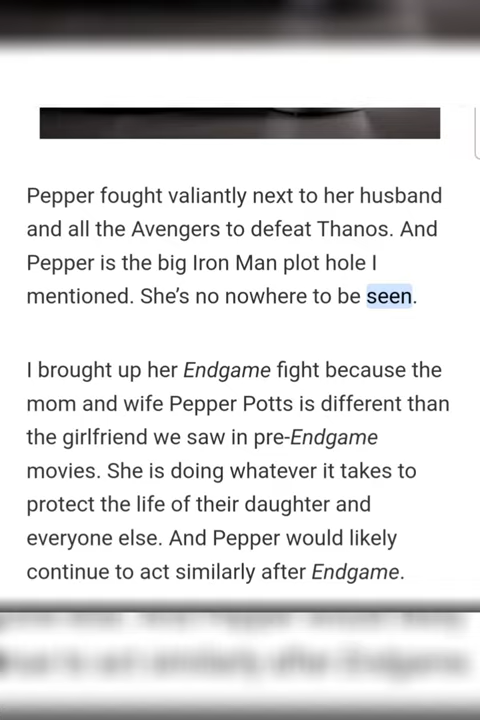 Pepper fought valiantly next to her husband
and all the Avengers to defeat Thanos. And
Pepper is the big Iron Man plot hole I
mentioned. She’s no nowhere to be seen.
I brought up her Endgame fight because the
mom and wife Pepper Potts is different than
the girlfriend we saw in pre-Endgame
movies. She is doing whatever it takes to
protect the life of their daughter and
everyone else. And Pepper would likely
continue to act similarly after Endgame.